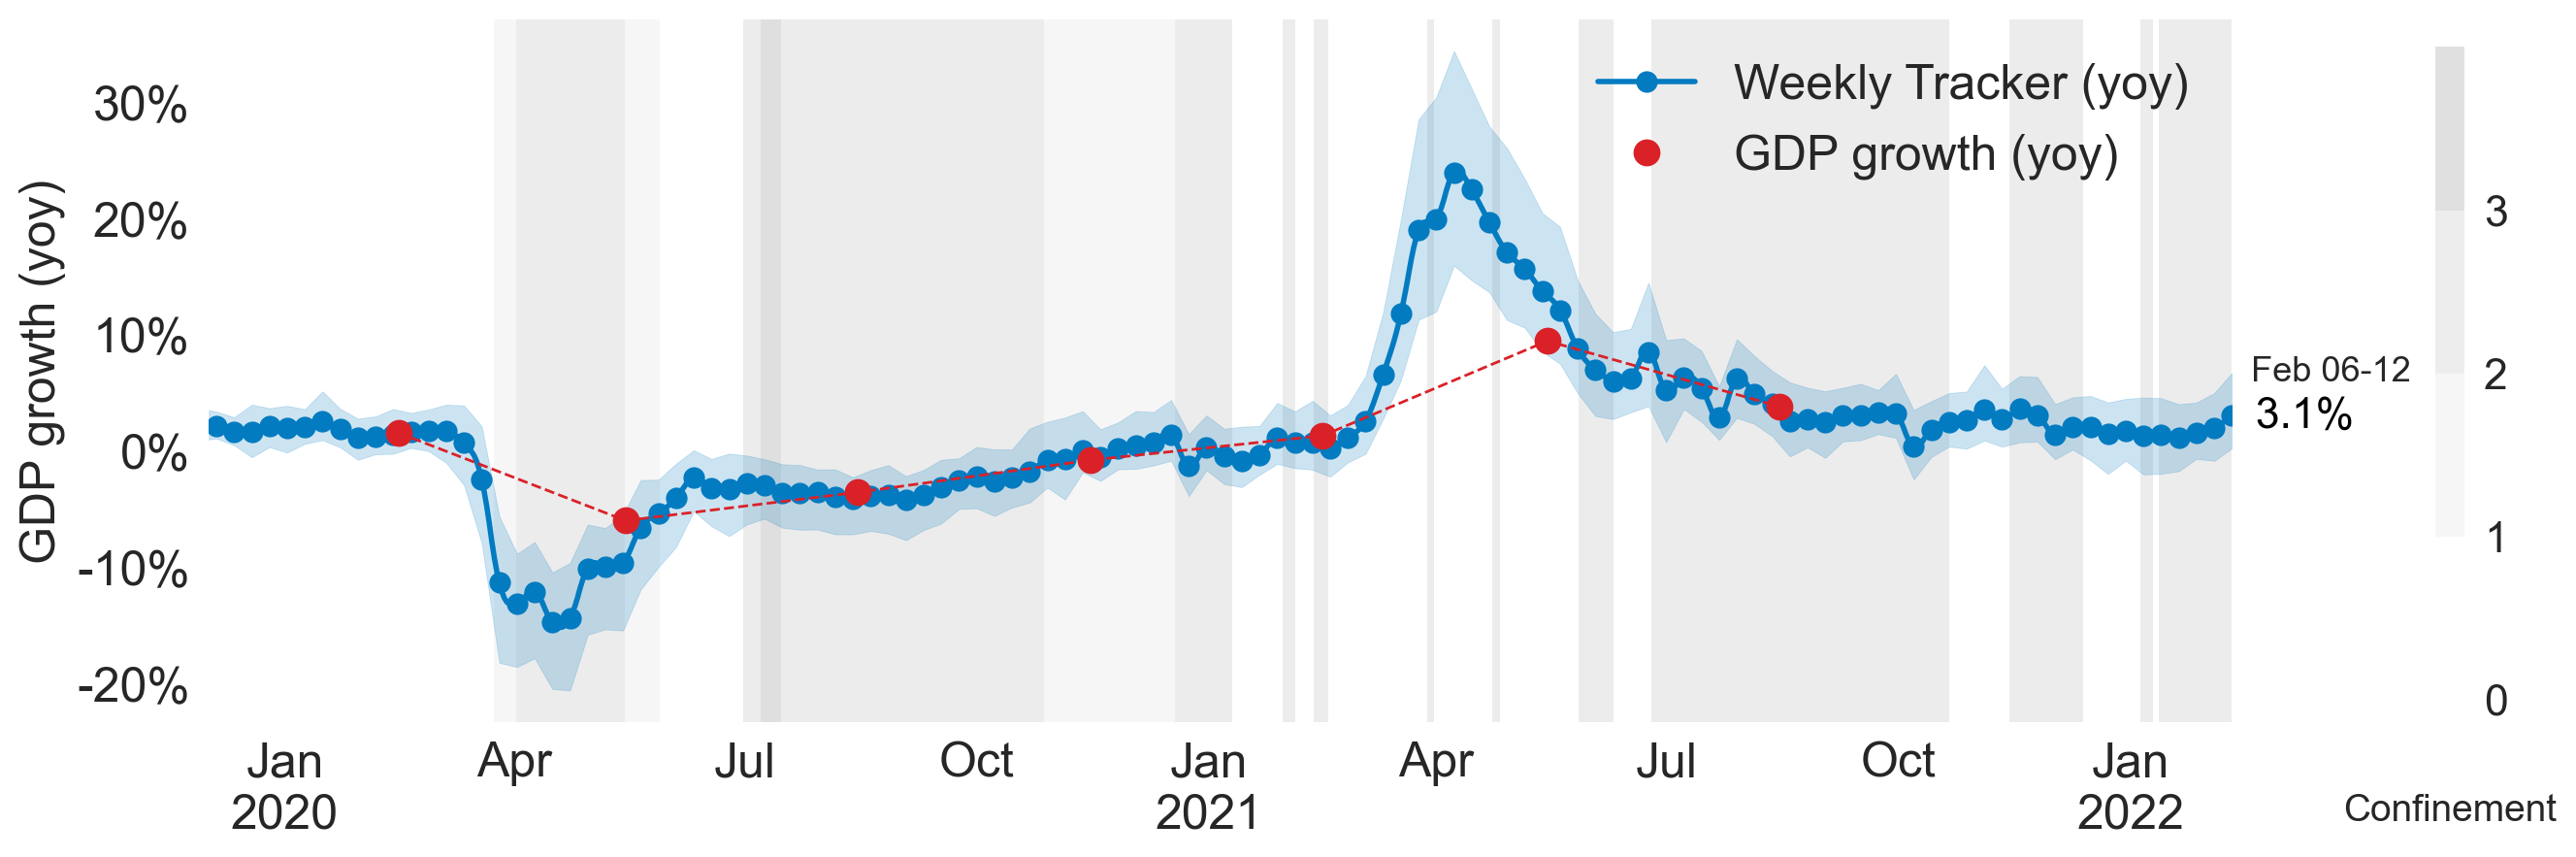 Weekly Tracker (yoy)
GDP growth (yoy)
GDP growth (yoy)
30%
20%
10%
0%
-10%
-20%
Feb 06-12
3.1%
3
2
1
0
Jan Apr Jul Oct Jan Apr Jul Oct Jan
2020 2021 2022
Confinement